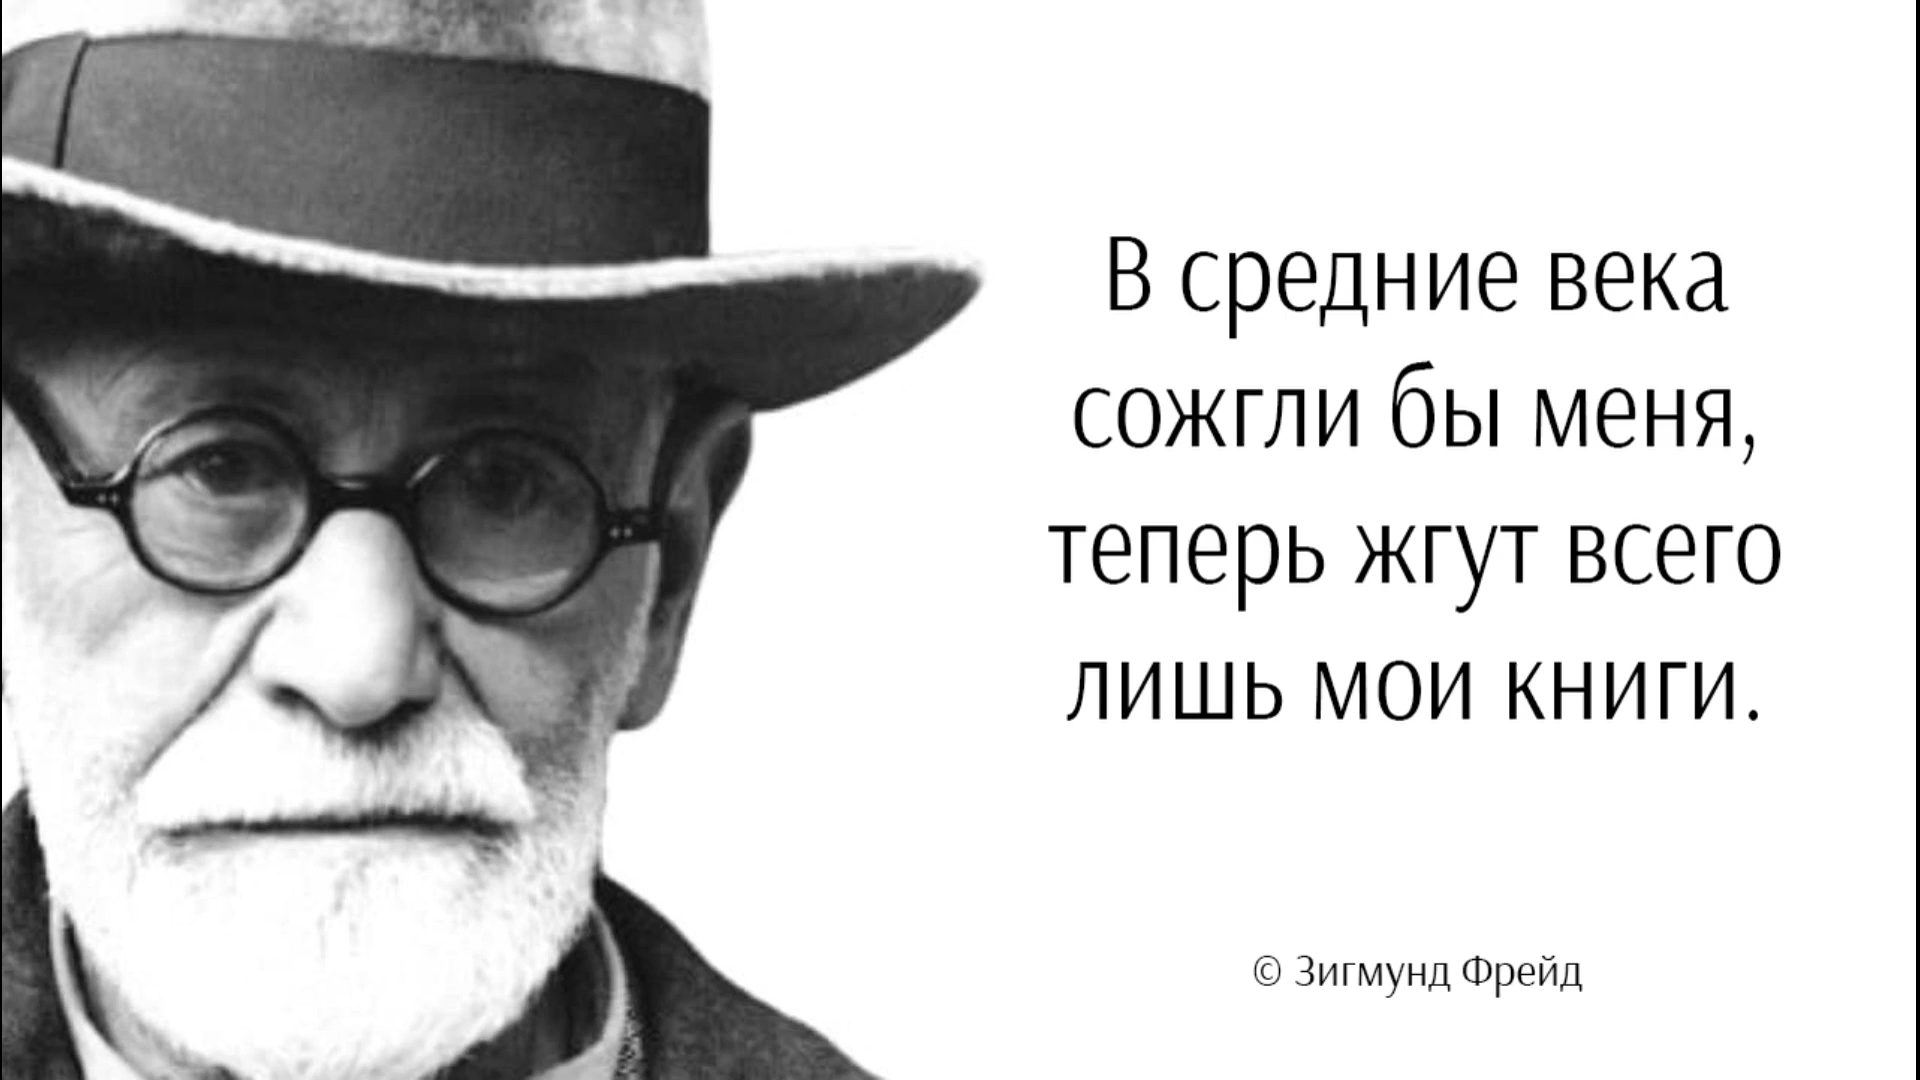 В средние века
сожгли бы меня,
теперь жгут всего
лишь мои книги.
© Зигмунд Фрейд